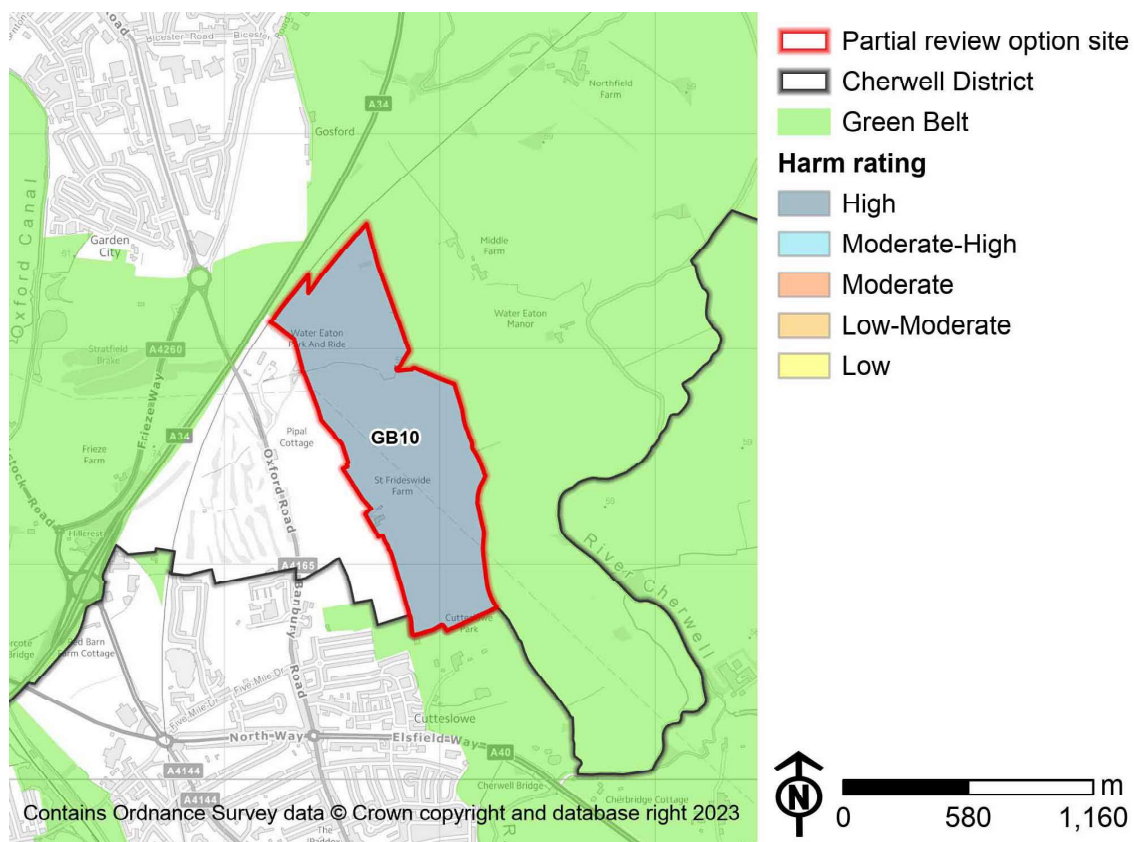 Bicester Road
Gosford
A34
Northfield
Farm
Oxford Canal
Garden
City
Middle
Farm
Water Eaton
Manor
Water Eaton
Park And Ride
Stratfield
Brake
A4260
Frieze Way
A34
Frieze
Farm
Pipal
Cottage
GB10
St Frideswide
Farm
Oxford Road
Hillcrest
A4165
Banbury Road
River Cherwell
Cutteslowe
Park
Red Barn
Farm Cottage
Five Mile Dr
Five Mile Dr
Cutteslowe
North Way
Elsfield Way
A40
A4144
A4144
Cherwell Bridge
Cherbridge Cottage
Contains Ordnance Survey data © Crown copyright and database right 2023
Partial review option site
Cherwell District
Green Belt
Harm rating
High
Moderate-High
Moderate
Low-Moderate
Low
N
m
0 580 1,160